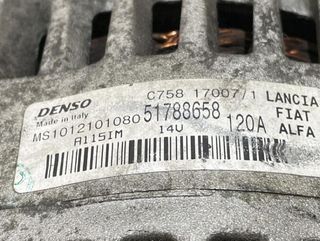 DENSO C758 17007/1 LANCIA
Made in Italy 51788658 FIAT
MS1012101080 120A ALFA
A115IM 14V